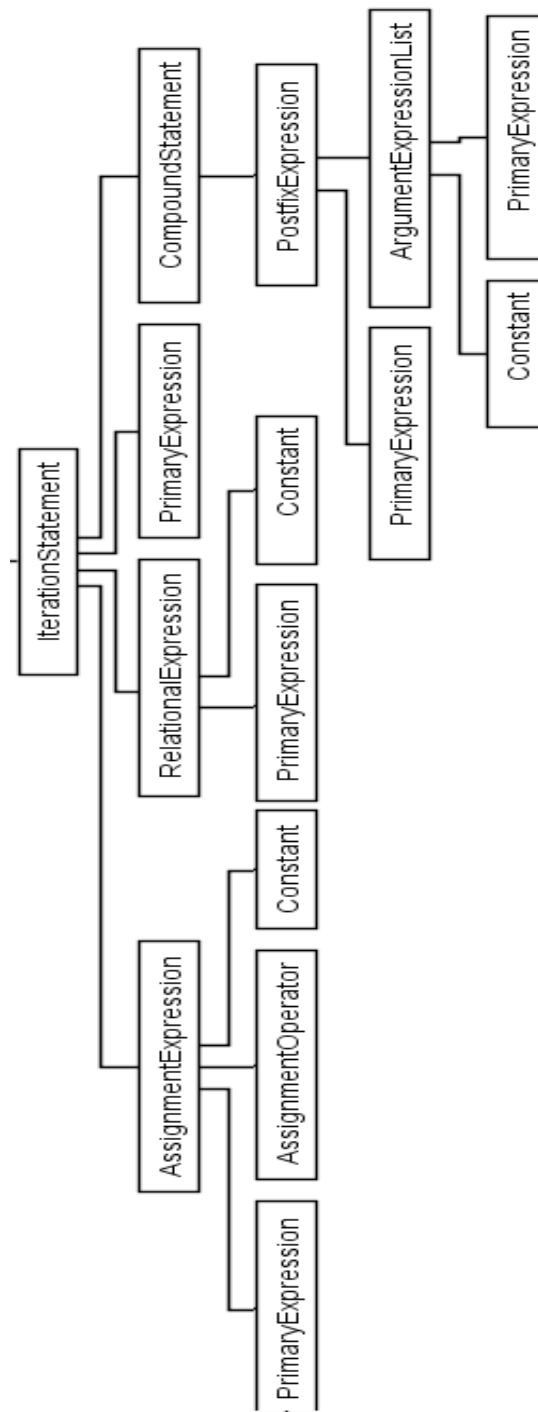 IterationStatement
AssignmentExpression
RelationalExpression
PrimaryExpression
CompoundStatement
PrimaryExpression
AssignmentOperator
Constant
PrimaryExpression
Constant
PostfixExpression
PrimaryExpression
ArgumentExpressionList
Constant
PrimaryExpression